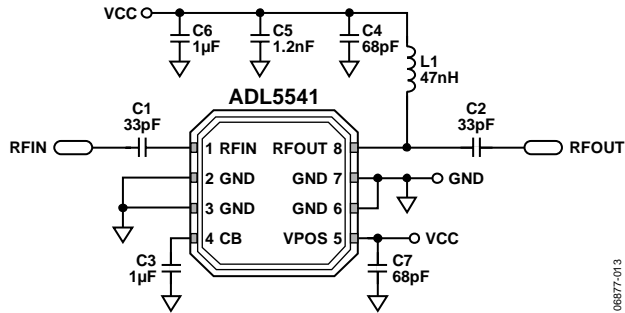 VCC
C6
1µF
C5
1.2nF
C4
68pF
L1
47nH
ADL5541
C1
33pF
C2
33pF
RFIN
1 RFIN
RFOUT 8
RFOUT
2 GND
GND 7
GND
3 GND
GND 6
4 CB
VPOS 5
VCC
C3
1µF
C7
68pF
06877-013